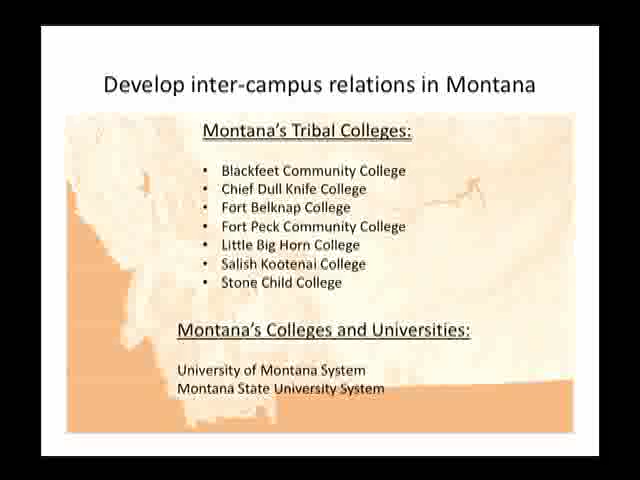 Develop inter-campus relations in Montana
Montana's Tribal Colleges:
• Blackfeet Community College
• Chief Dull Knife College
• Fort Belknap College
• Fort Peck Community College
• Little Big Horn College
• Salish Kootenai College
• Stone Child College
Montana's Colleges and Universities:
University of Montana System
Montana State University System